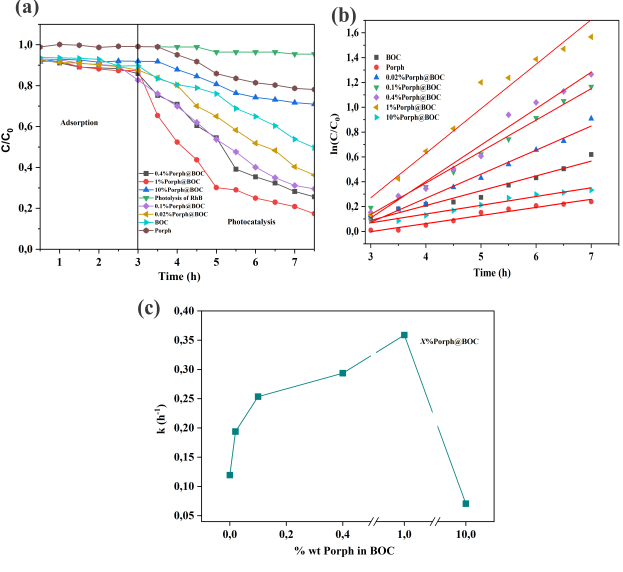 (a)
C/C0
1,0
0,8
0,6
0,4
0,2
0,0
Adsorption
0.4%Porph@BOC
1%Porph@BOC
10%Porph@BOC
Photolysis of RhB
0.1%Porph@BOC
0.02%Porph@BOC
BOC
Porph
Photocatalysis
1 2 3 4 5 6 7
Time (h)
(b)
ln(C/C0)
1,6
1,4
1,2
1,0
0,8
0,6
0,4
0,2
0,0
BOC
Porph
0.02%Porph@BOC
0.1%Porph@BOC
0.4%Porph@BOC
1%Porph@BOC
10%Porph@BOC
3 4 5 6 7
Time (h)
(c)
k (h-1)
0,40
0,35
0,30
0,25
0,20
0,15
0,10
0,05
X%Porph@BOC
0,0 0,2 0,4 1,0 10,0
% wt Porph in BOC